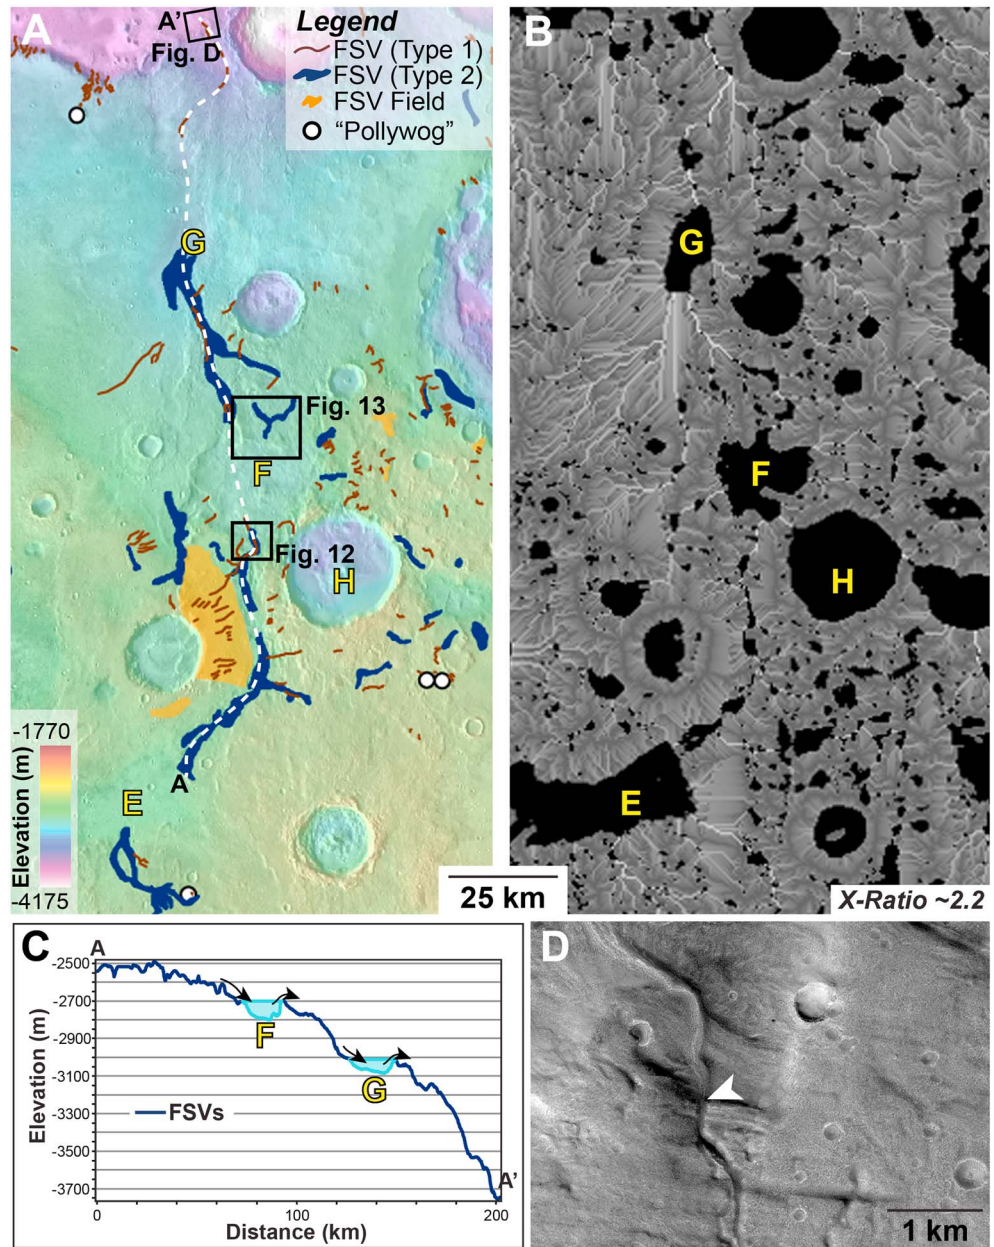 A
A'
Fig. D
Legend
FSV (Type 1)
FSV (Type 2)
FSV Field
"Pollywog"
G
Fig. 13
F
Fig. 12
H
A
E
-1770
Elevation (m)
-4175
25 km
B
G
F
H
E
X-Ratio ~2.2
C
A
-2500
-2700
-2900
-3100
-3300
-3500
-3700
Elevation (m)
F
G
FSVs
A'
0
100
200
Distance (km)
D
1 km